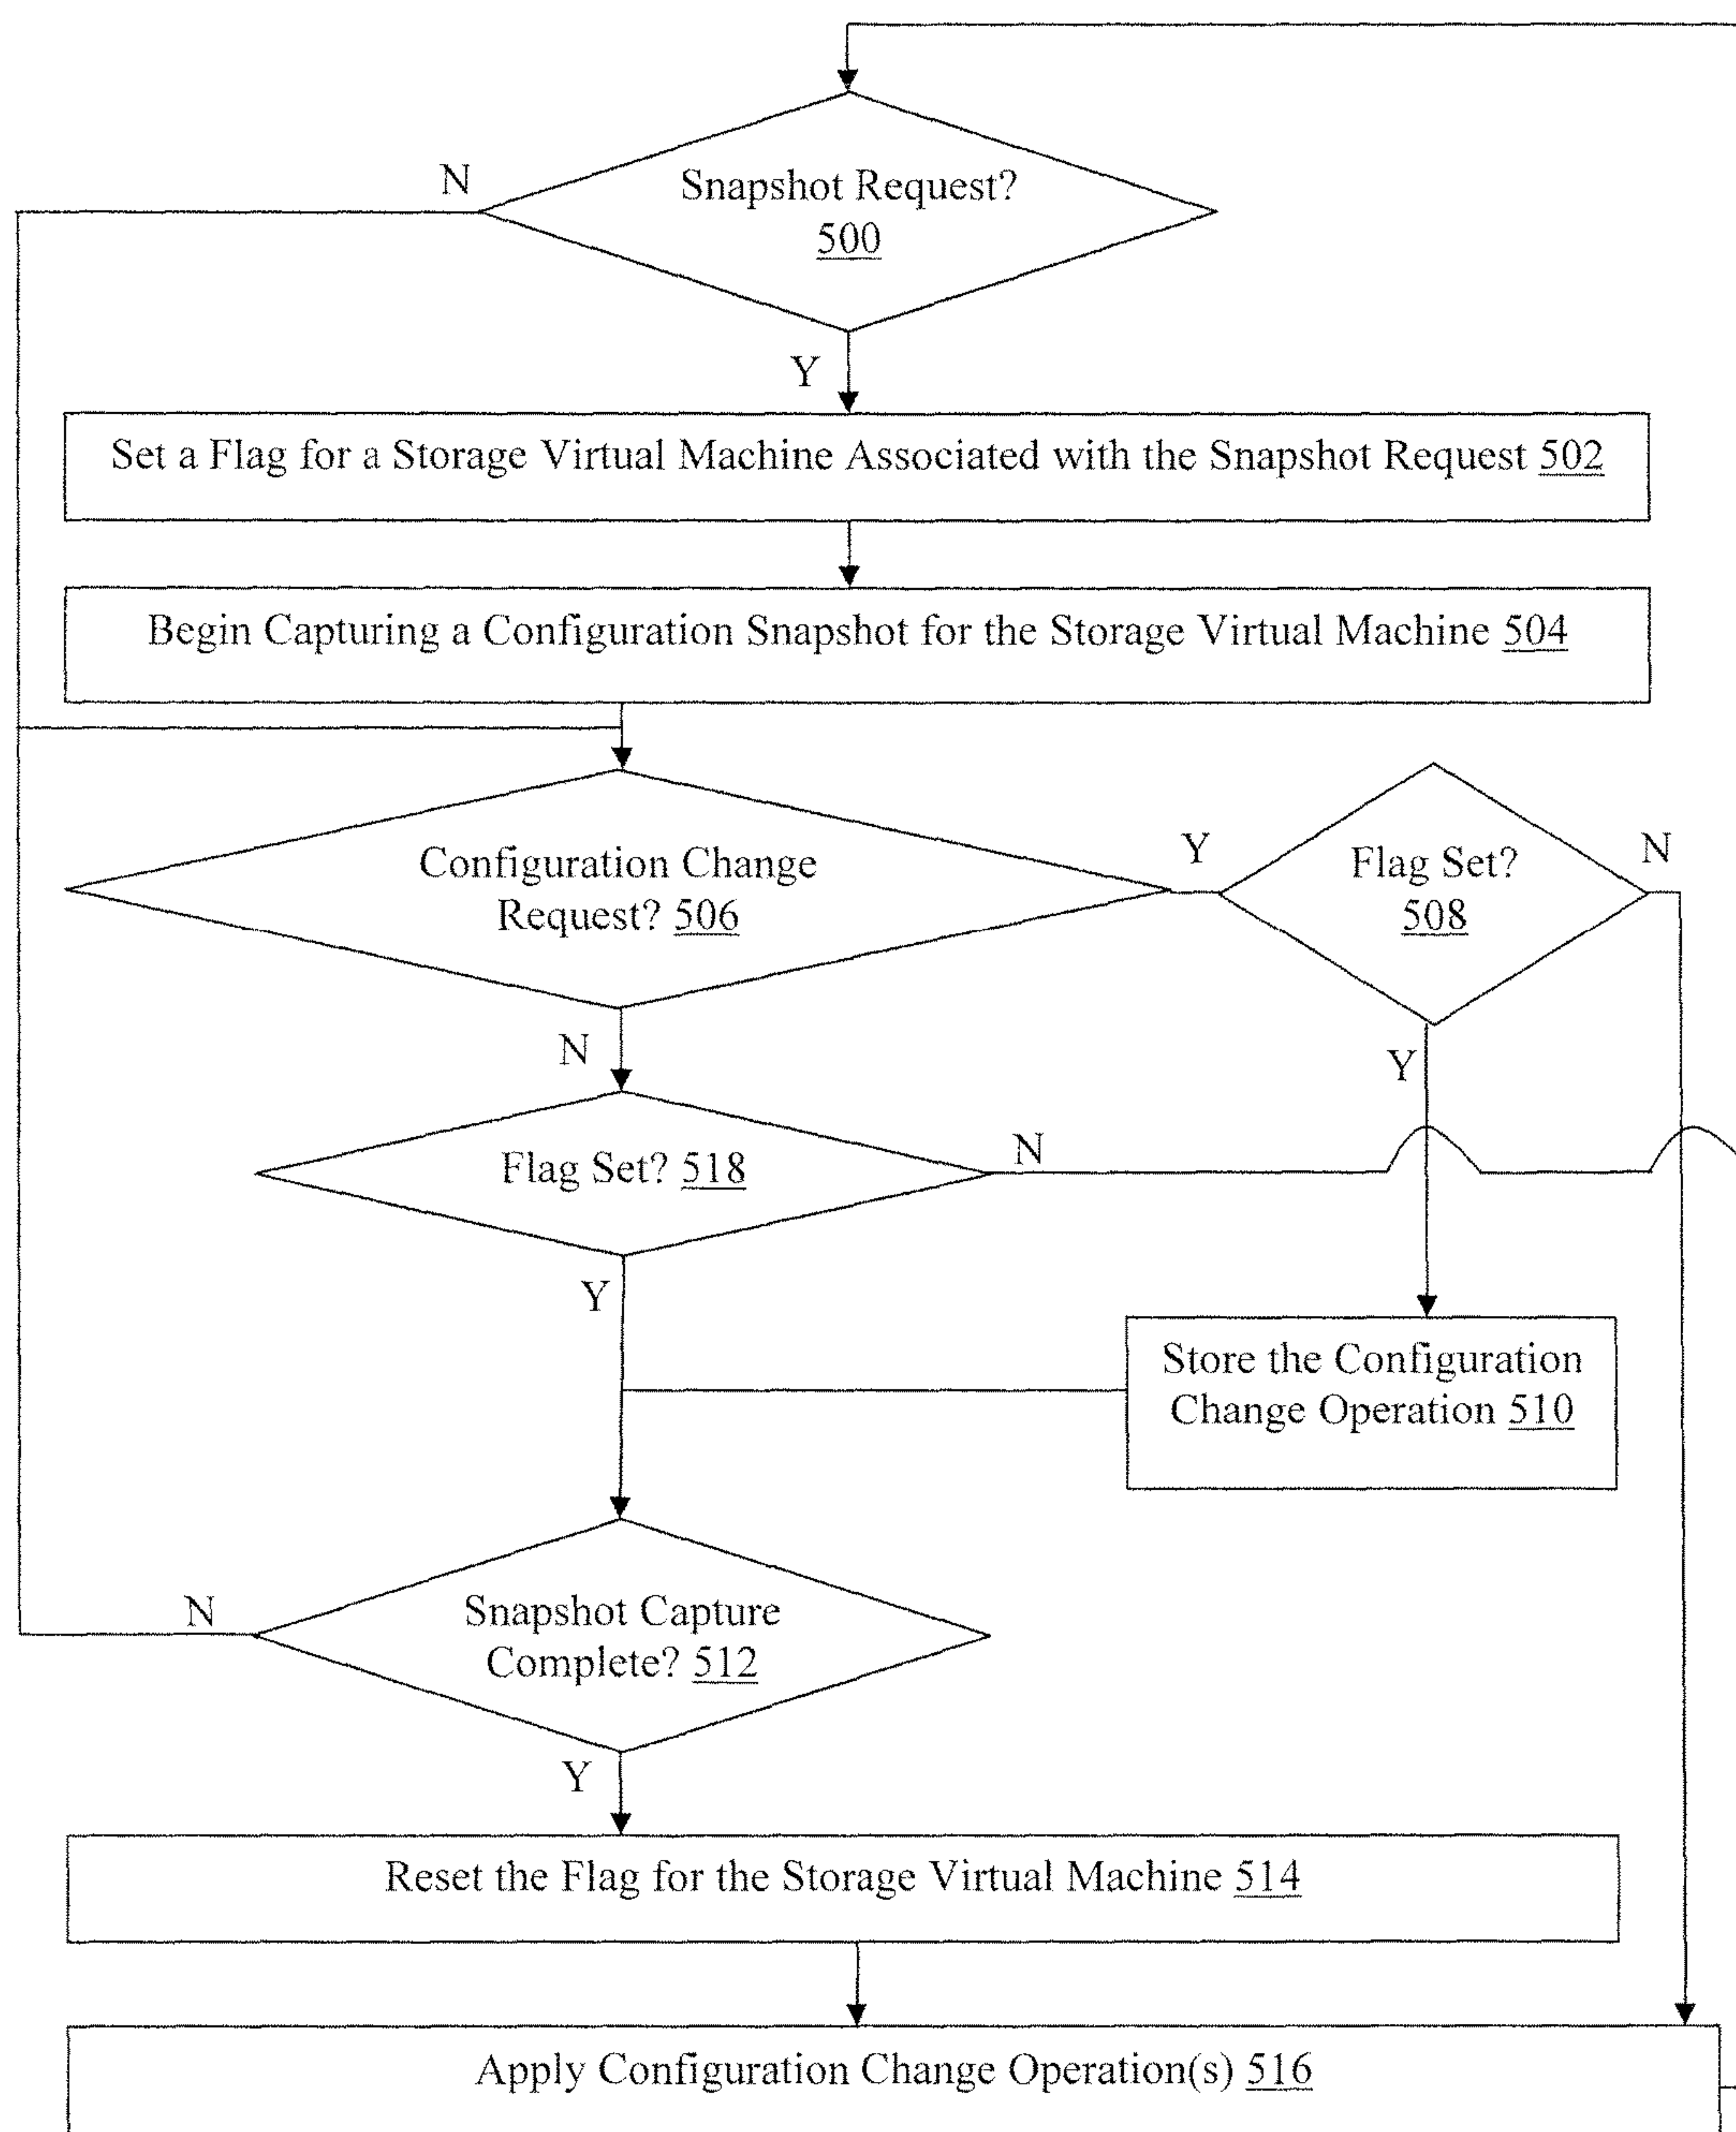 N
Snapshot Request?
500
Y
Set a Flag for a Storage Virtual Machine Associated with the Snapshot Request 502
Begin Capturing a Configuration Snapshot for the Storage Virtual Machine 504
Configuration Change
Request? 506
Y
Flag Set?
508
N
N
Y
Flag Set? 518
N
Y
Store the Configuration
Change Operation 510
N
Snapshot Capture
Complete? 512
Y
Reset the Flag for the Storage Virtual Machine 514
Apply Configuration Change Operation(s) 516